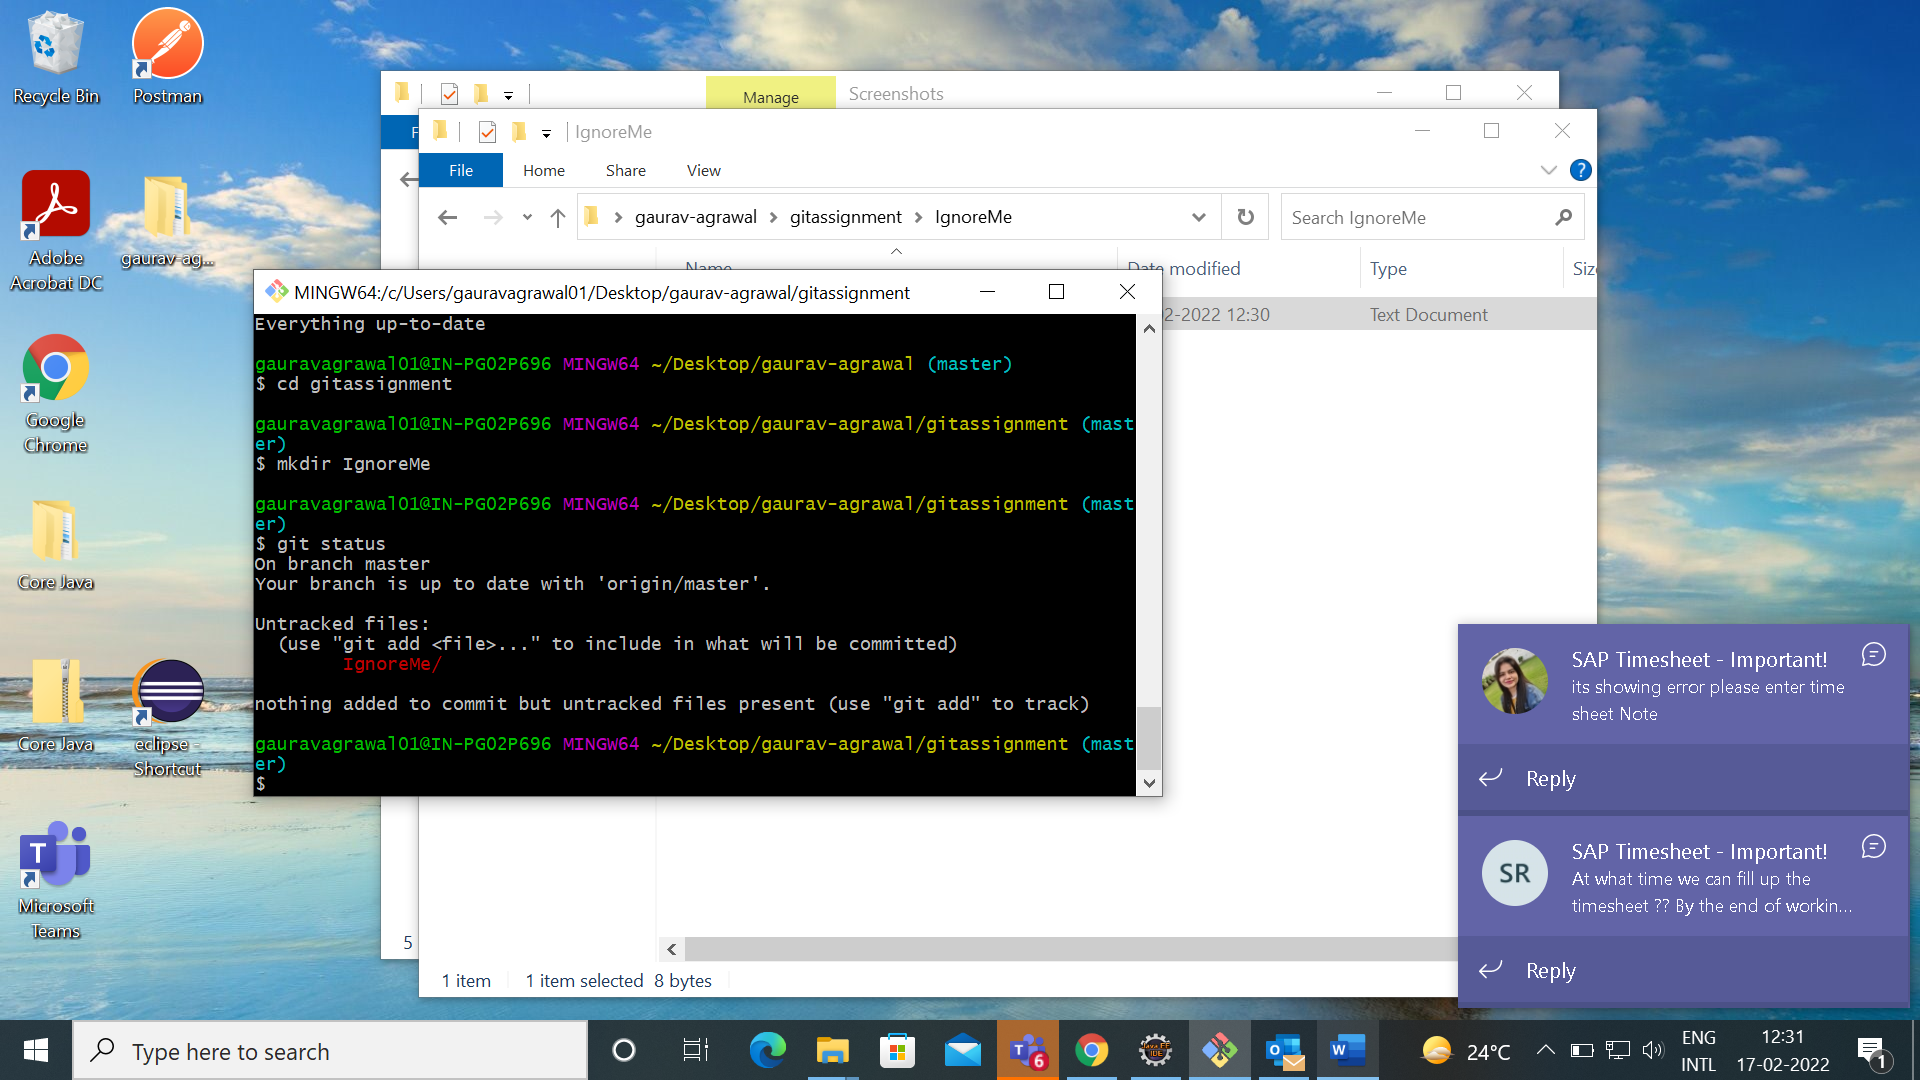 Recycle Bin
Postman
Adobe
Acrobat DC
gaurav-ag...
Google
Chrome
Core Java
Core Java
eclipse -
Shortcut
Microsoft
Teams
Manage
Screenshots
F
IgnoreMe
File
Home
Share
View
gaurav-agrawal
gitassignment
IgnoreMe
Search IgnoreMe
Name
Date modified
Type
Siz
2-2022 12:30
Text Document
MINGW64:/c/Users/gauravagrawal01/Desktop/gaurav-agrawal/gitassignment
Everything up-to-date
gauravagrawal01@IN-PG02P696 MINGW64 ~/Desktop/gaurav-agrawal (master)
$ cd gitassignment
gauravagrawal01@IN-PG02P696 MINGW64 ~/Desktop/gaurav-agrawal/gitassignment (mast
er)
$ mkdir IgnoreMe
gauravagrawal01@IN-PG02P696 MINGW64 ~/Desktop/gaurav-agrawal/gitassignment (mast
er)
$ git status
On branch master
Your branch is up to date with 'origin/master'.
Untracked files:
(use "git add <file>..." to include in what will be committed)
IgnoreMe/
nothing added to commit but untracked files present (use "git add" to track)
gauravagrawal01@IN-PG02P696 MINGW64 ~/Desktop/gaurav-agrawal/gitassignment (mast
er)
$
5
1 item
1 item selected 8 bytes
SAP Timesheet - Important!
its showing error please enter time
sheet Note
Reply
SR
SAP Timesheet - Important!
At what time we can fill up the
timesheet ?? By the end of workin...
Reply
Type here to search
6
24°C
ENG
INTL
12:31
17-02-2022
1